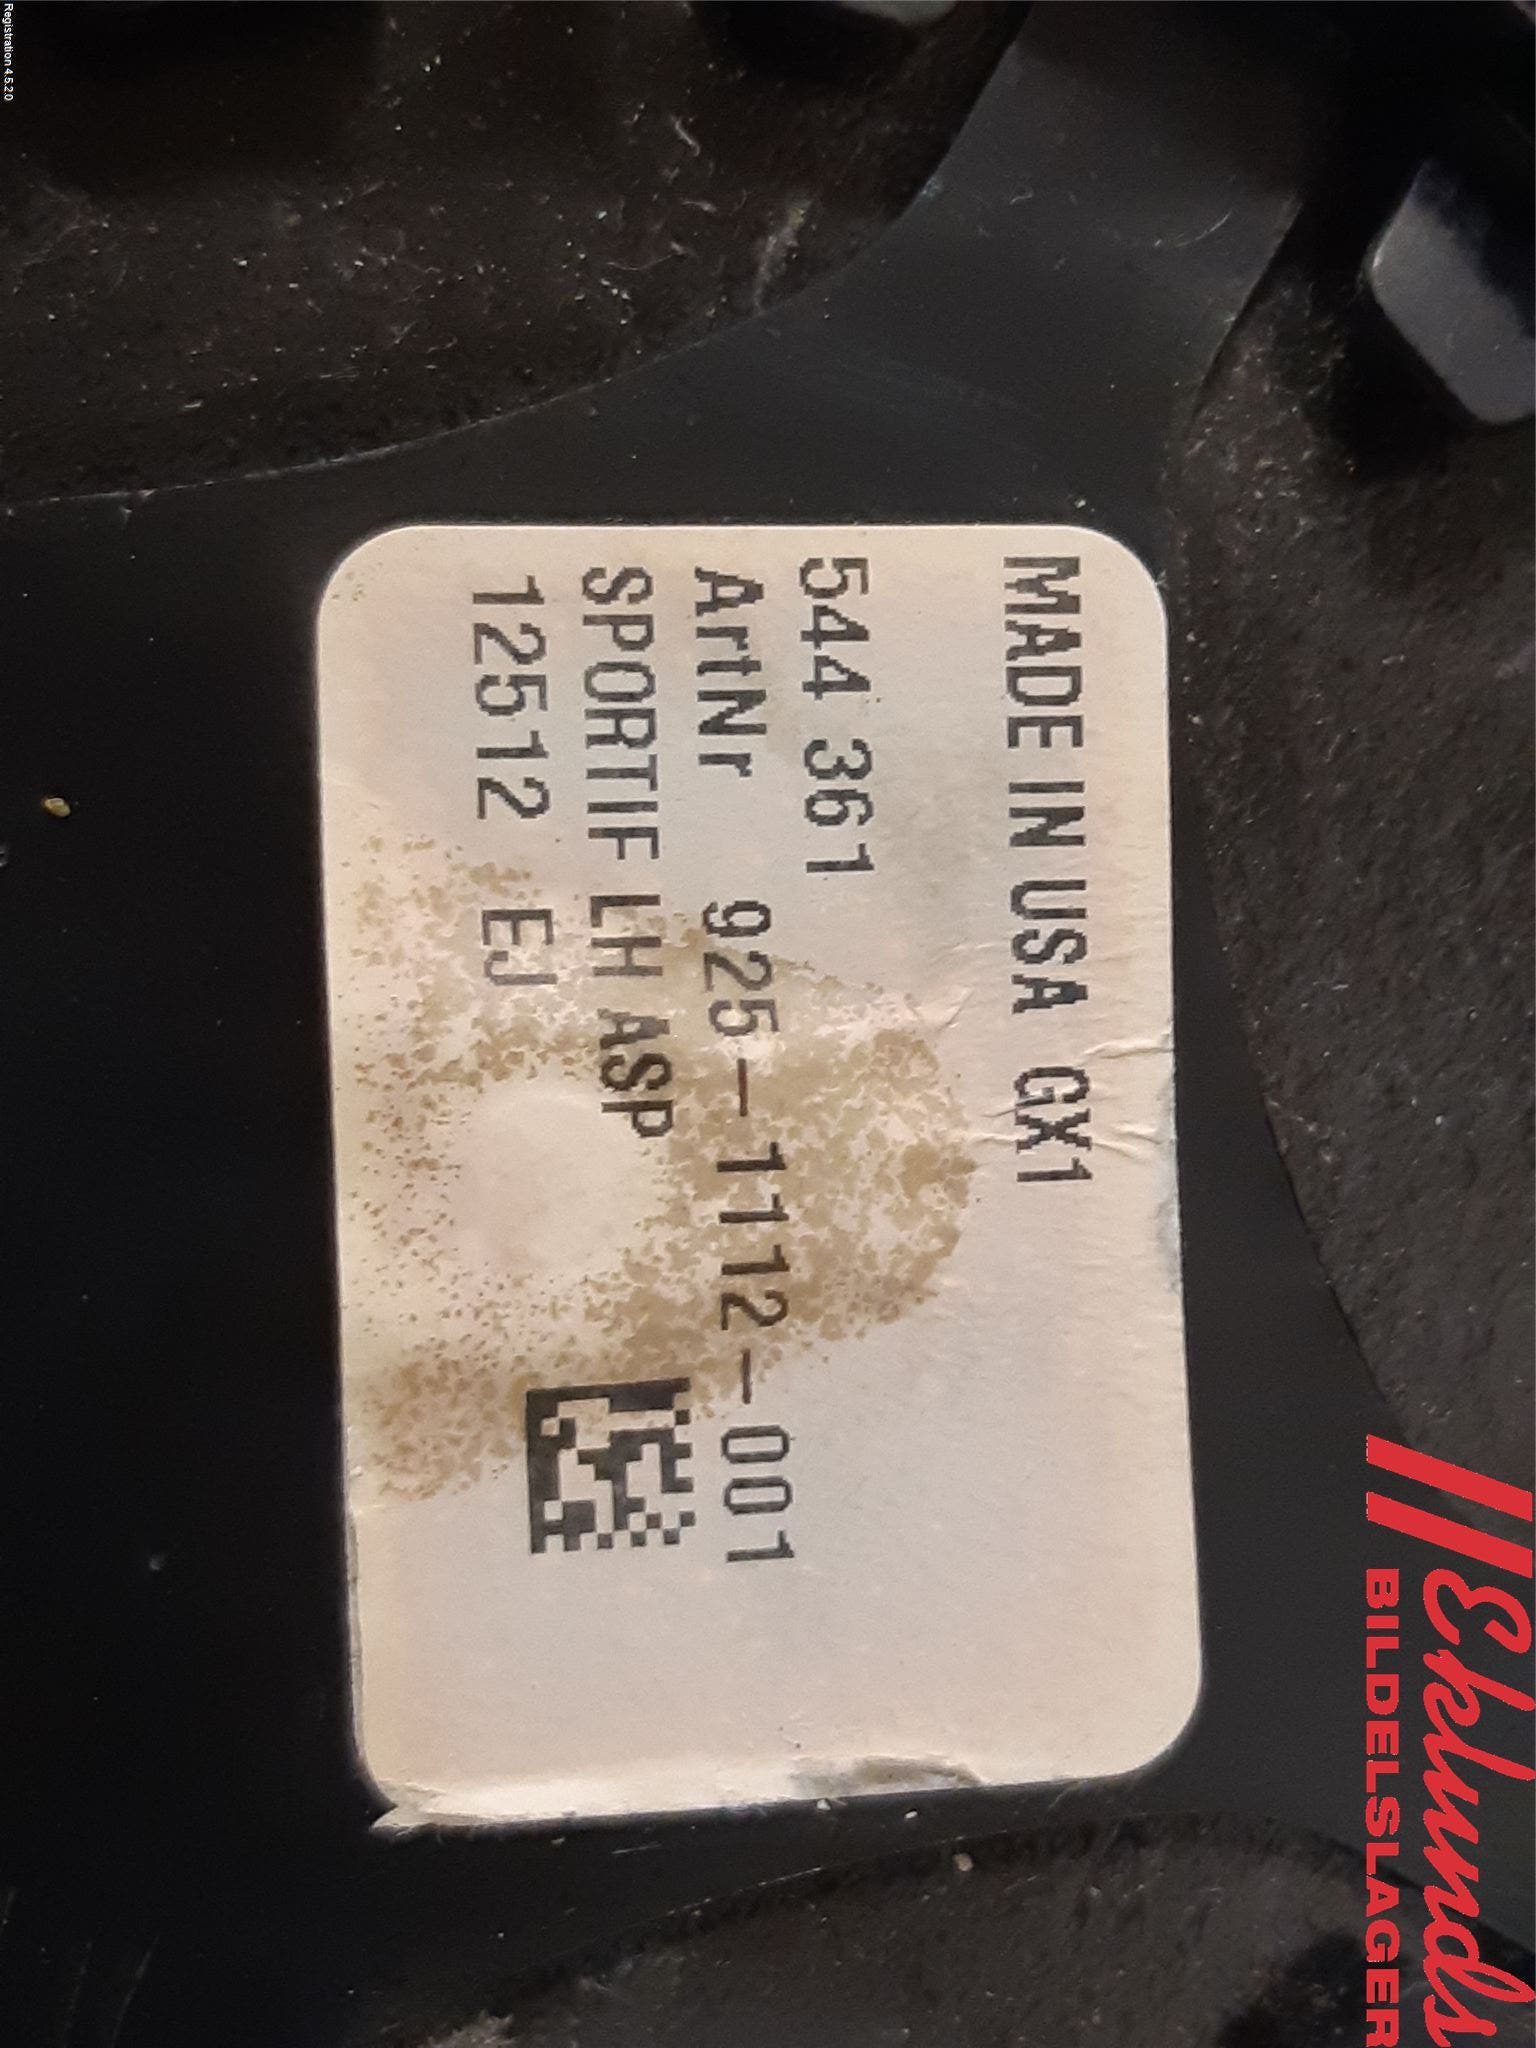 MADE IN USA GX1
544 361
ArtNr 925-1112-001
SPORTIF LH ASP
12512 EJ
Eklunds
BILDELSLAGER
Registration 4.5.2.0